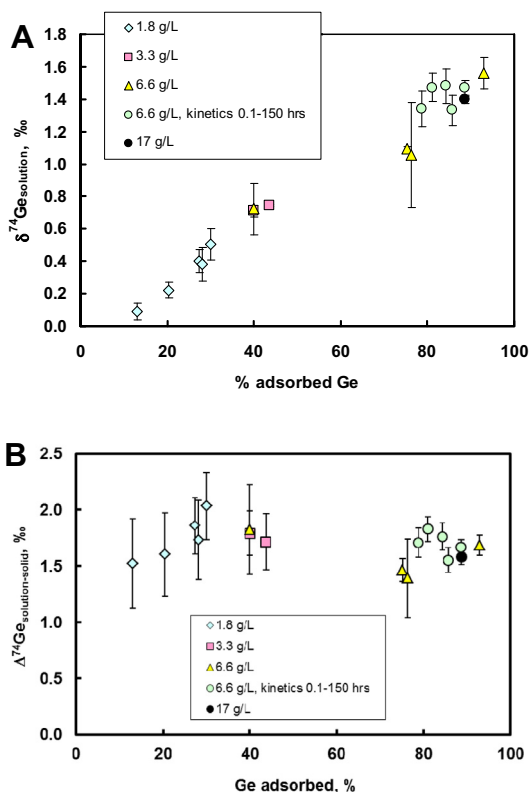 A
1.8 g/L
3.3 g/L
6.6 g/L
6.6 g/L, kinetics 0.1-150 hrs
17 g/L
δ⁷⁴Ge solution, ‰
1.8
1.6
1.4
1.2
1.0
0.8
0.6
0.4
0.2
0.0
0 20 40 60 80 100
% adsorbed Ge
B
Δ⁷⁴Ge solution-solid, ‰
2.5
2.0
1.5
1.0
0.5
0.0
1.8 g/L
3.3 g/L
6.6 g/L
6.6 g/L, kinetics 0.1-150 hrs
17 g/L
0 20 40 60 80 100
Ge adsorbed, %